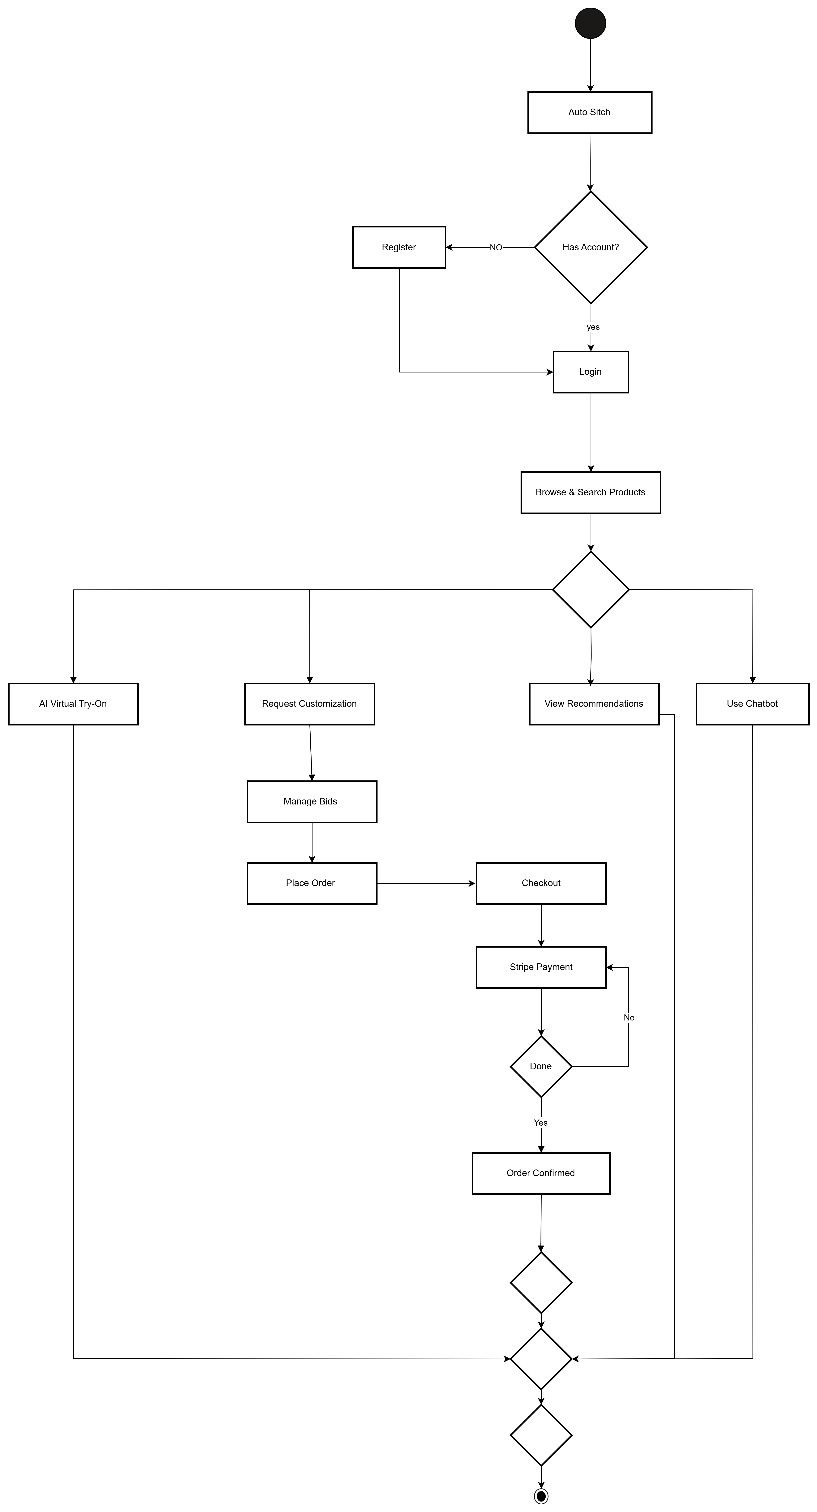 Auto Sitch
Has Account?
NO
Register
yes
Login
Browse & Search Products
AI Virtual Try-On
Request Customization
View Recommendations
Use Chatbot
Manage Bids
Place Order
Checkout
Stripe Payment
No
Done
Yes
Order Confirmed